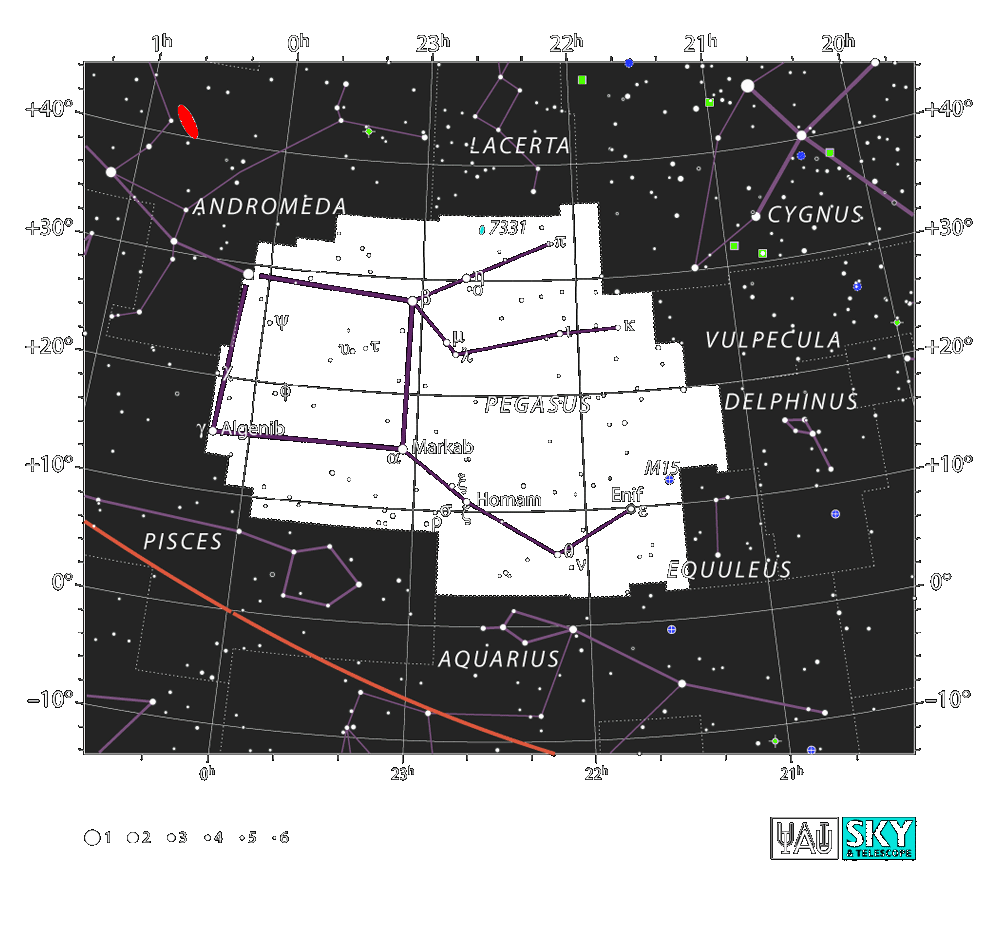 1h 0h 23h 22h 21h 20h
+40° +40°
LACERTA
ANDROMEDA
CYGNUS
+30° +30°
7331 π
η
ο
β
ψ
μ κ
υ τ λ ι
VULPECULA
+20° +20°
χ
φ
PEGASUS
DELPHINUS
γ Algenib
Markab
α
+10° +10°
M15
ξ
Homam Enif
σ ζ ε
ρ
PISCES
θ
ν
EQUULEUS
0° 0°
AQUARIUS
-10° -10°
0h 23h 22h 21h
1 2 3 4 5 6
IAU
SKY
& TELESCOPE